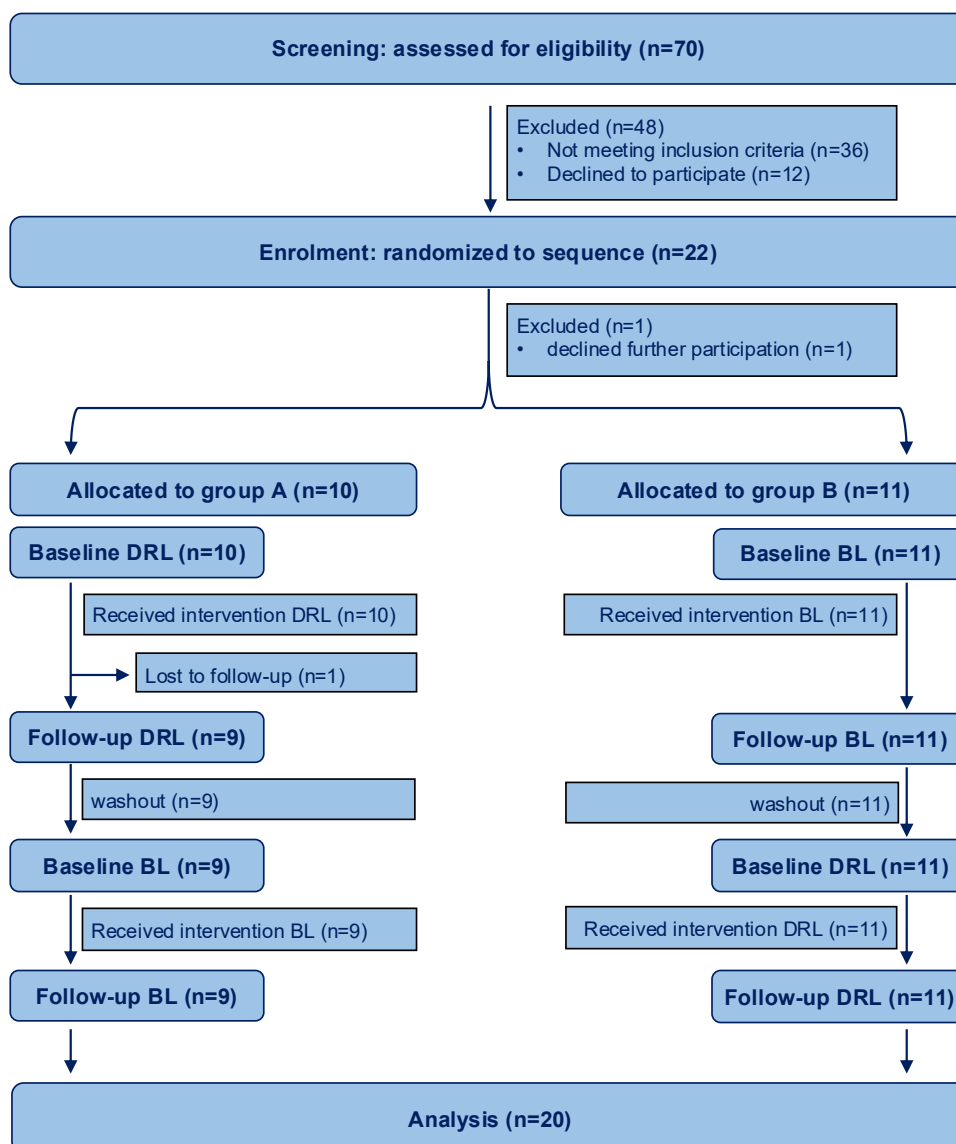 Screening: assessed for eligibility (n=70)
Excluded (n=48)
• Not meeting inclusion criteria (n=36)
• Declined to participate (n=12)
Enrolment: randomized to sequence (n=22)
Excluded (n=1)
• declined further participation (n=1)
Allocated to group A (n=10)
Allocated to group B (n=11)
Baseline DRL (n=10)
Baseline BL (n=11)
Received intervention DRL (n=10)
Received intervention BL (n=11)
Lost to follow-up (n=1)
Follow-up DRL (n=9)
Follow-up BL (n=11)
washout (n=9)
washout (n=11)
Baseline BL (n=9)
Baseline DRL (n=11)
Received intervention BL (n=9)
Received intervention DRL (n=11)
Follow-up BL (n=9)
Follow-up DRL (n=11)
Analysis (n=20)